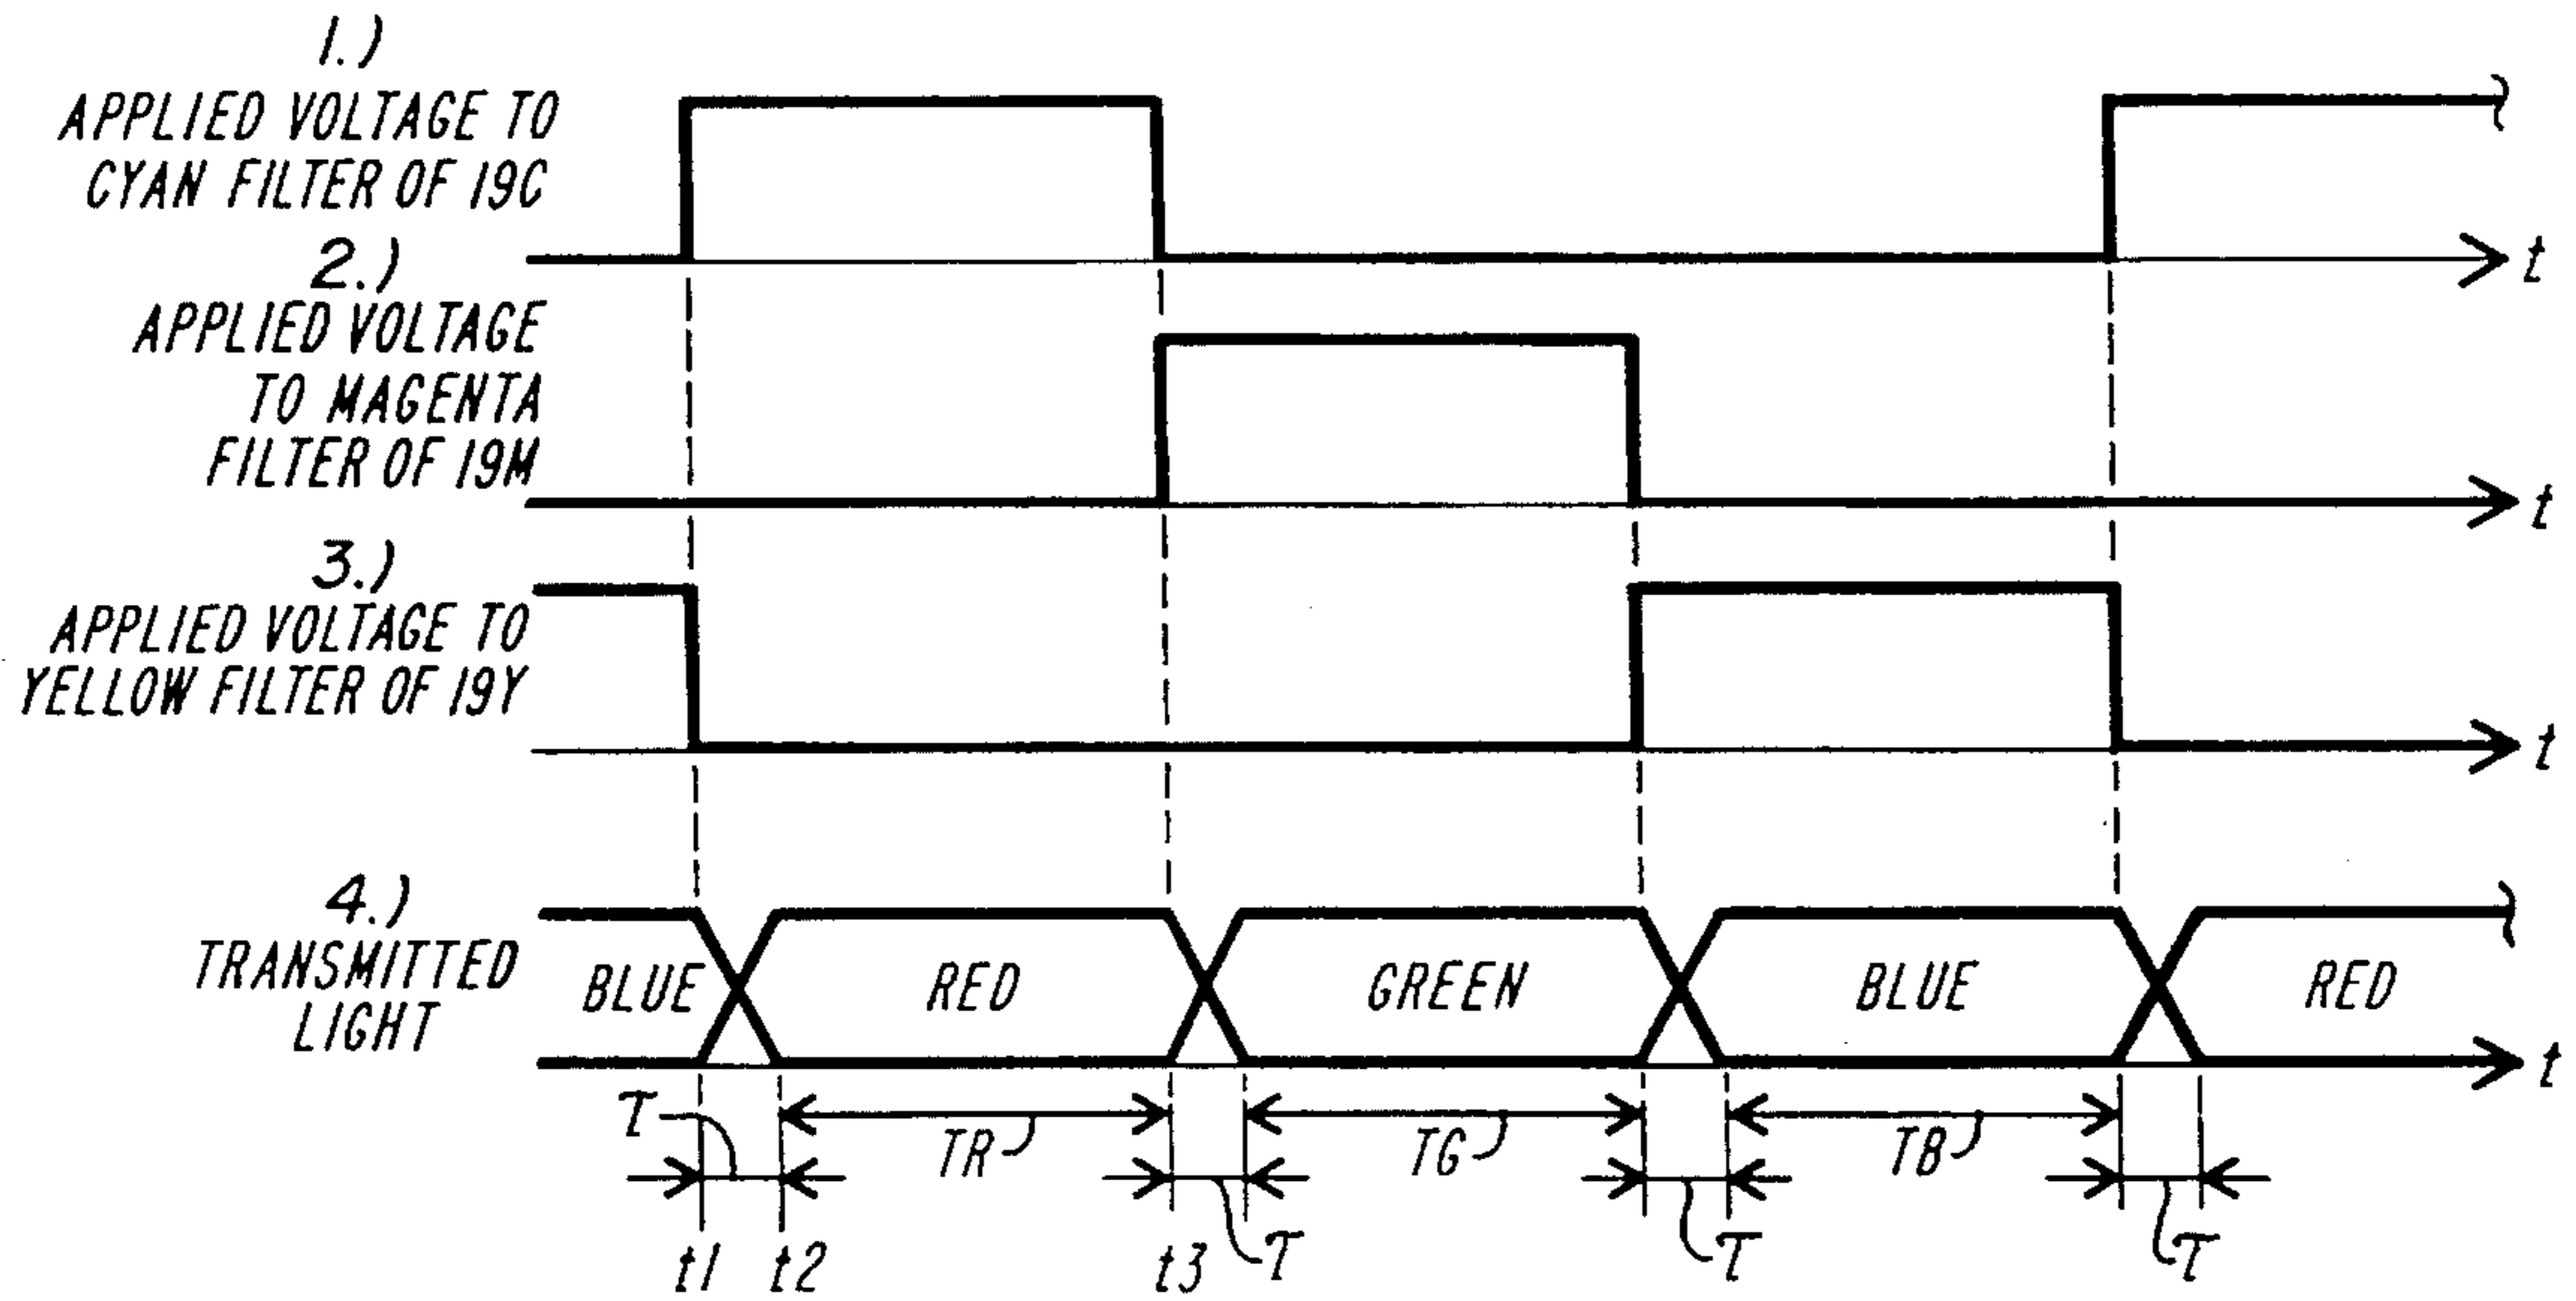 1.)
APPLIED VOLTAGE TO
CYAN FILTER OF 19C
t
2.)
APPLIED VOLTAGE
TO MAGENTA
FILTER OF 19M
t
3.)
APPLIED VOLTAGE TO
YELLOW FILTER OF 19Y
t
4.)
TRANSMITTED
LIGHT
BLUE RED GREEN BLUE RED
t
τ TR TG TB
t1 t2 t3 τ τ τ